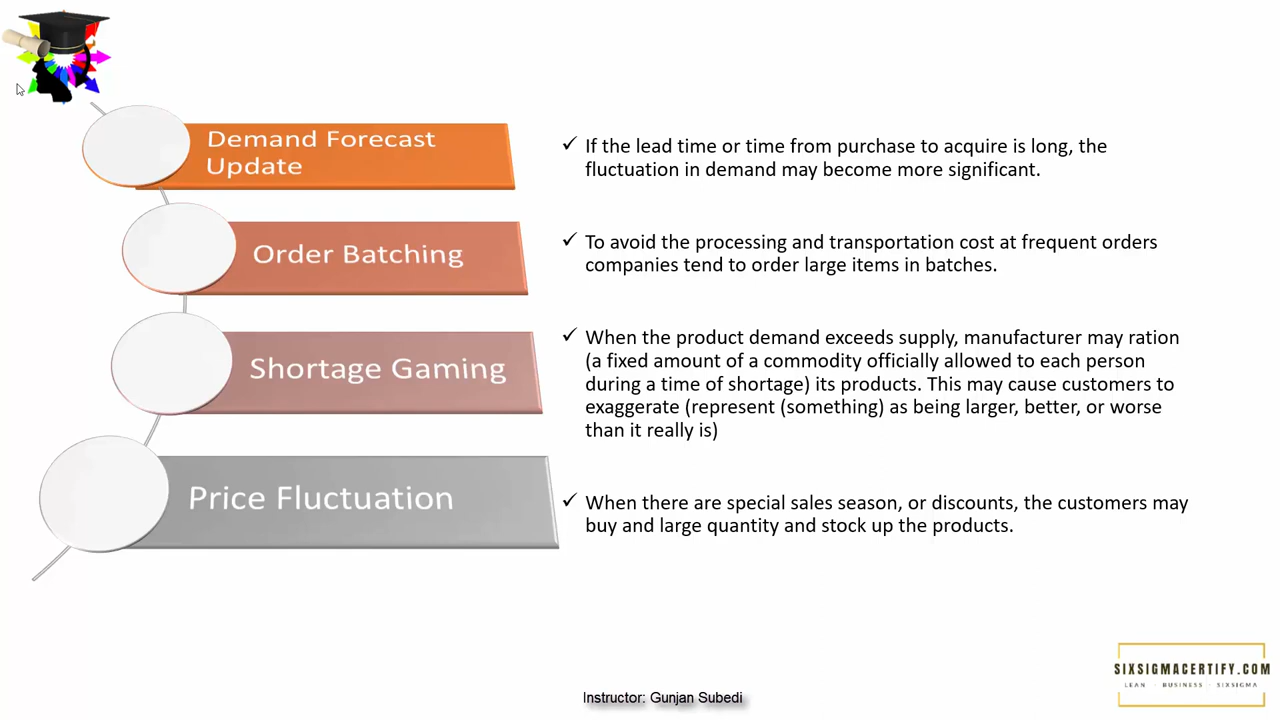 Demand Forecast
Update
If the lead time or time from purchase to acquire is long, the
fluctuation in demand may become more significant.
Order Batching
To avoid the processing and transportation cost at frequent orders
companies tend to order large items in batches.
Shortage Gaming
When the product demand exceeds supply, manufacturer may ration
(a fixed amount of a commodity officially allowed to each person
during a time of shortage) its products. This may cause customers to
exaggerate (represent (something) as being larger, better, or worse
than it really is)
Price Fluctuation
When there are special sales season, or discounts, the customers may
buy and large quantity and stock up the products.
SIXSIGMACERTIFY.COM
LEAN · BUSINESS · SIXSIGMA
Instructor: Gunjan Subedi